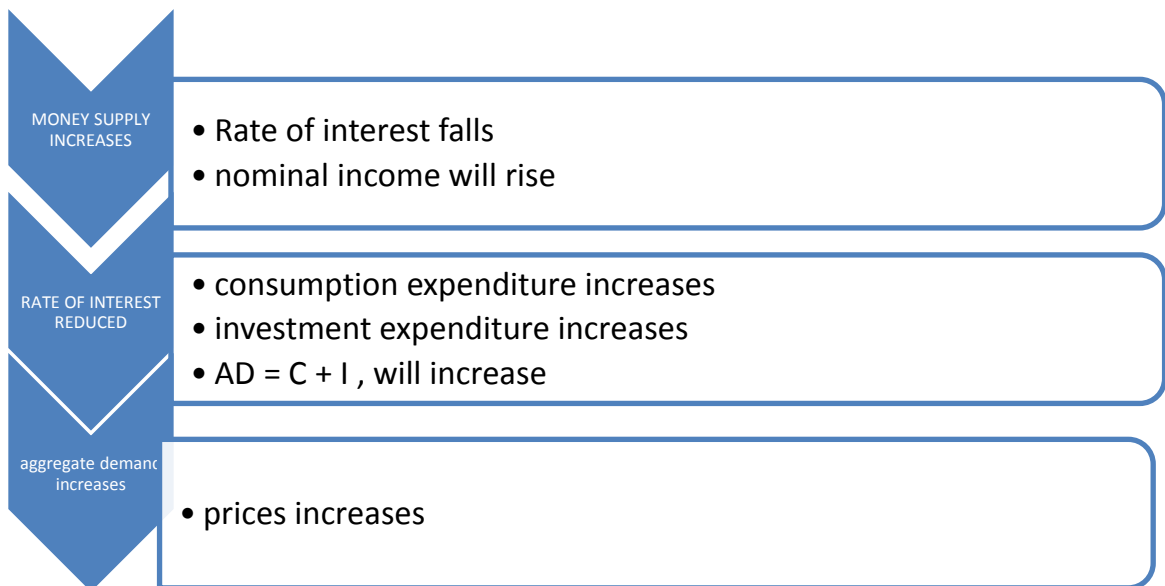 MONEY SUPPLY
INCREASES
• Rate of interest falls
• nominal income will rise
RATE OF INTEREST
REDUCED
• consumption expenditure increases
• investment expenditure increases
• AD = C + I , will increase
aggregate demand
increases
• prices increases